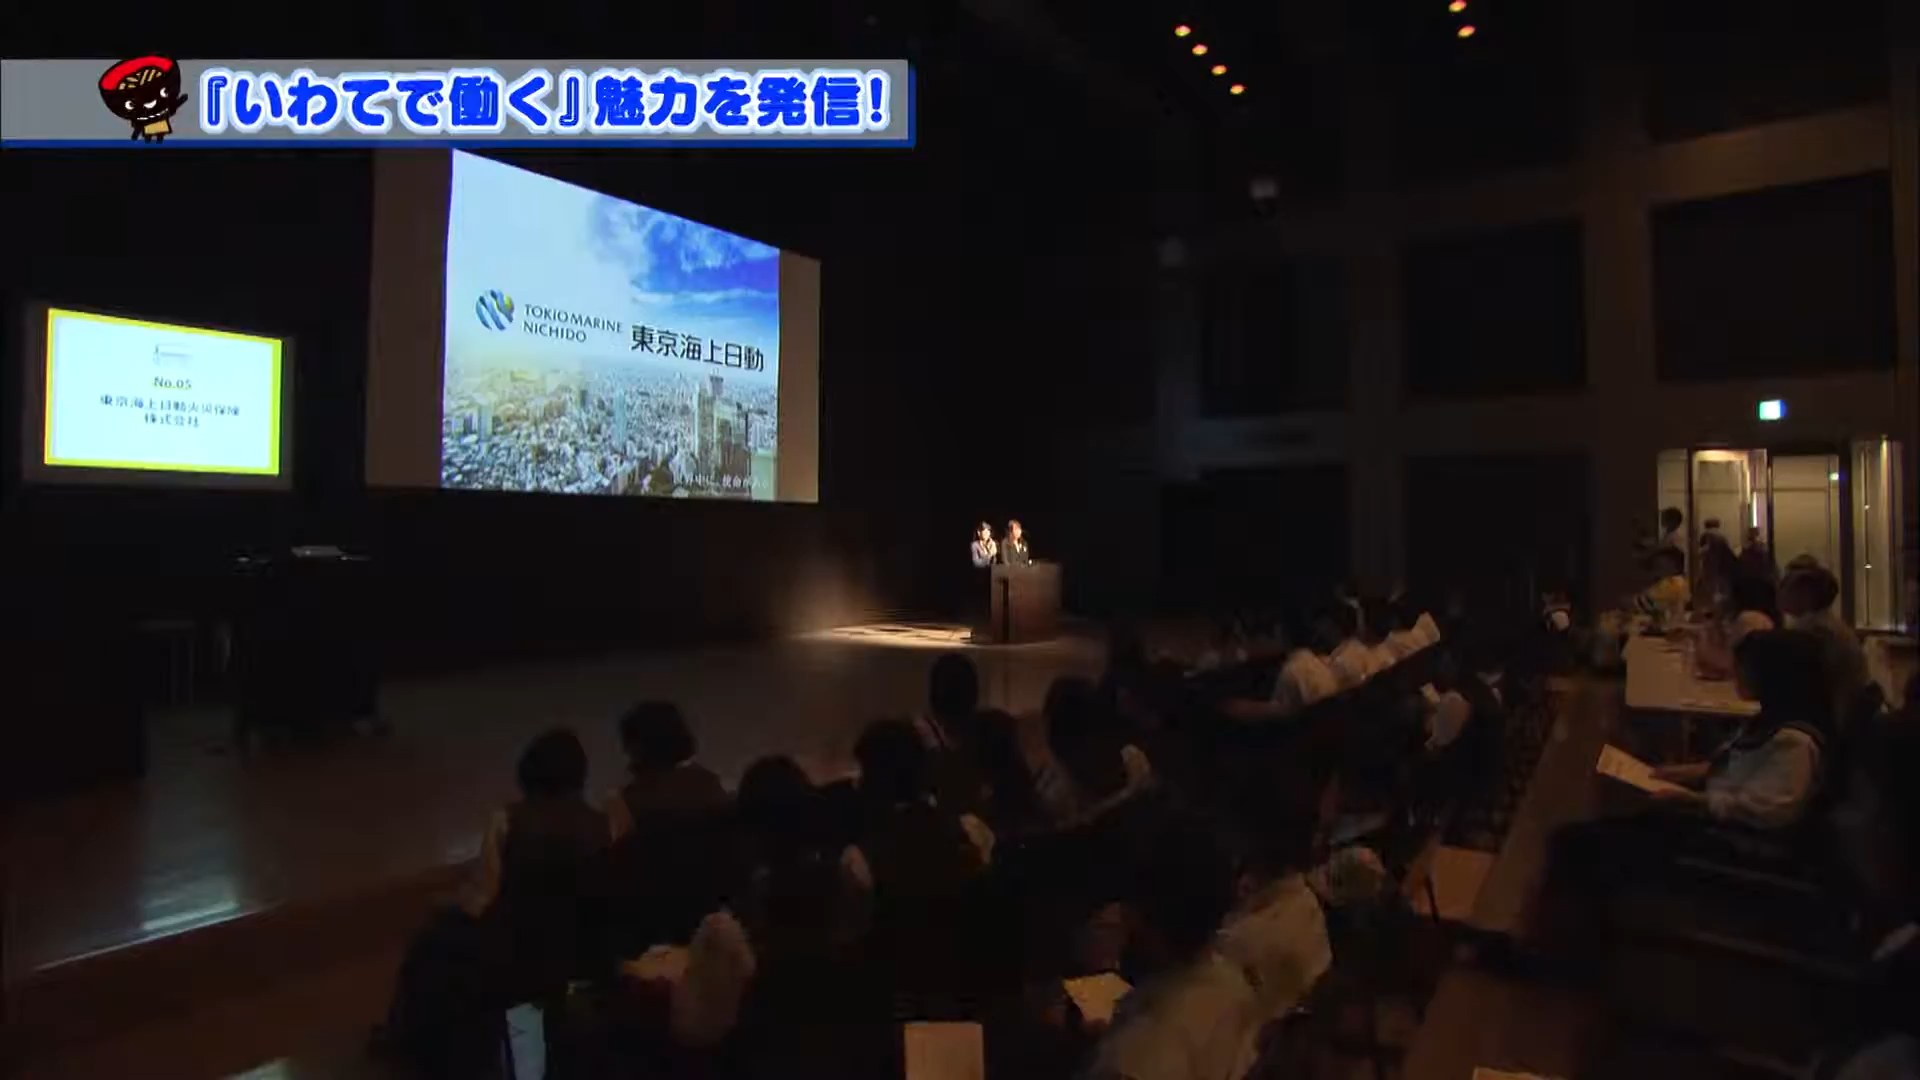 『いわてで働く』魅力を発信!
TOKIO MARINE
NICHIDO
東京海上日動
No.05
東京海上日動火災保険
株式会社